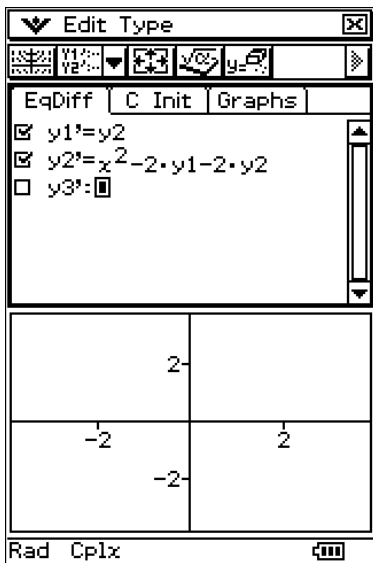 Edit Type
EqDiff C Init Graphs
y1'=y2
y2'=x²-2·y1-2·y2
y3':
2
-2 2
-2
Rad Cplx